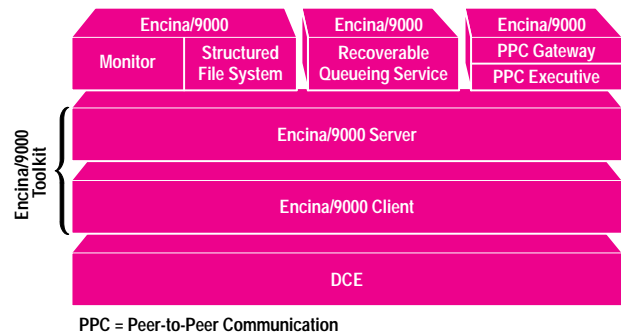 Encina/9000
Monitor
Structured
File System
Encina/9000
Recoverable
Queueing Service
Encina/9000
PPC Gateway
PPC Executive
Encina/9000
Toolkit
Encina/9000 Server
Encina/9000 Client
DCE
PPC = Peer-to-Peer Communication